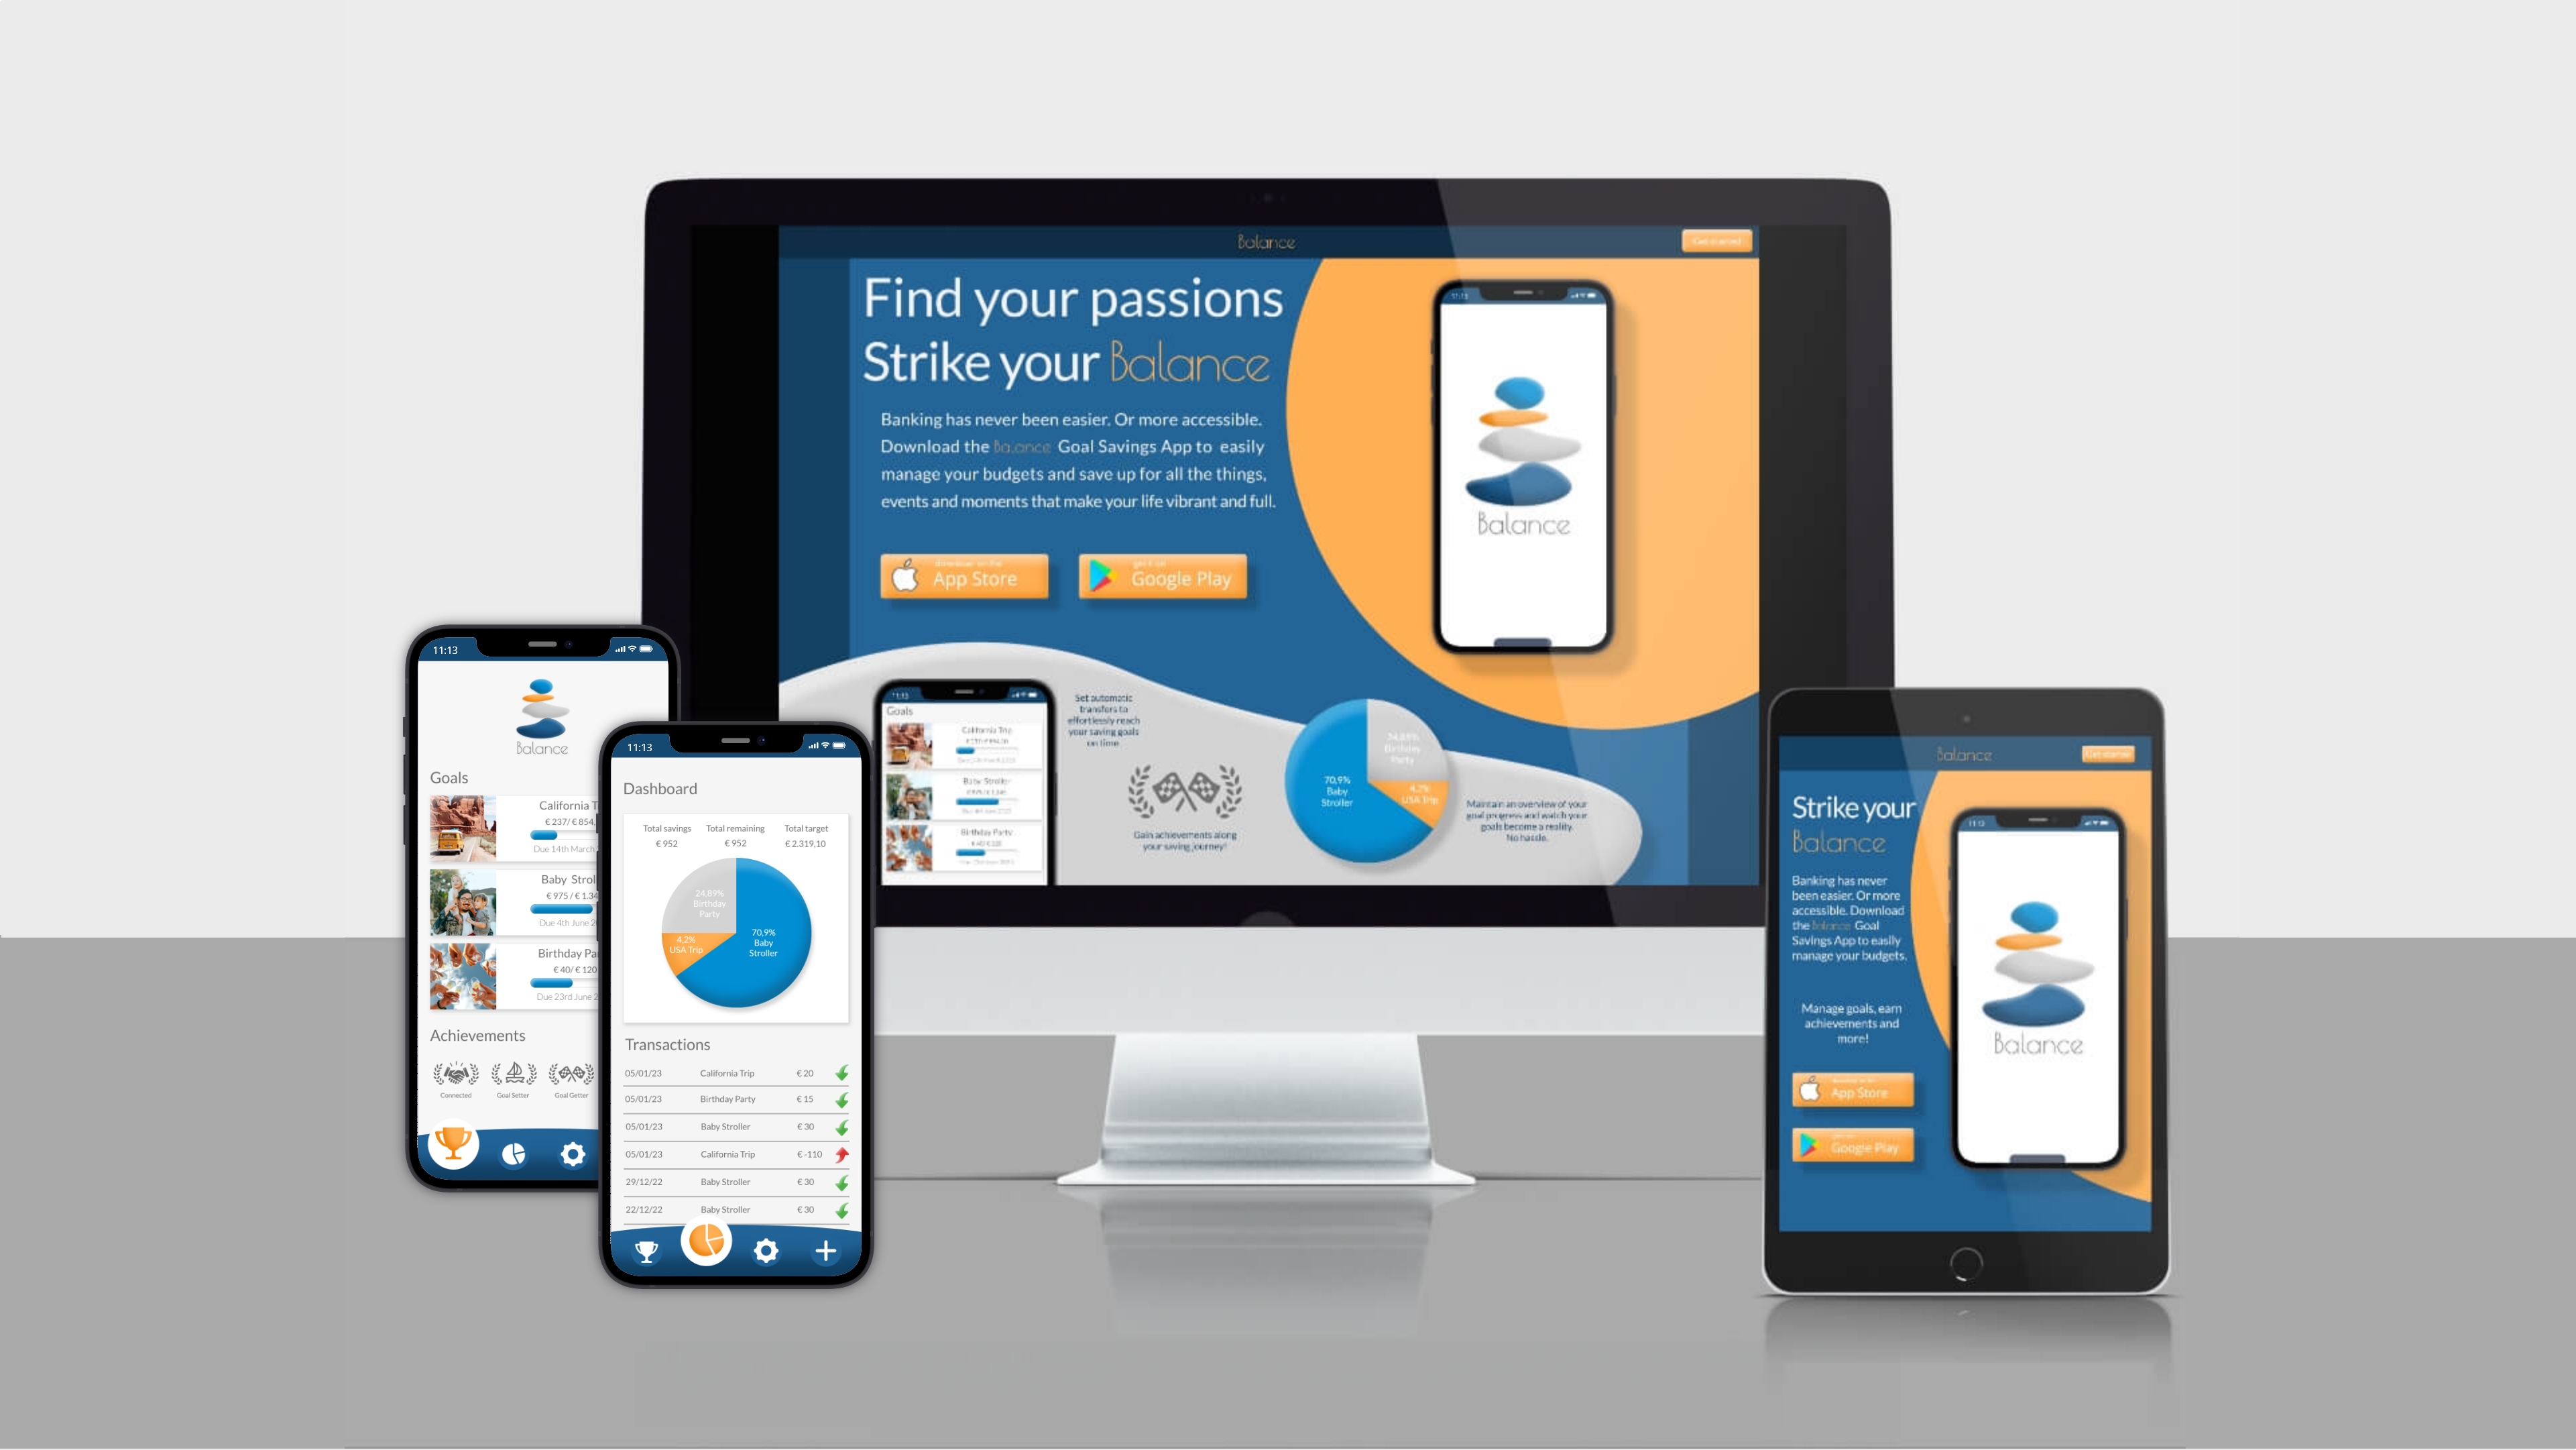 Balance
Get started
Find your passions
Strike your Balance
Banking has never been easier. Or more accessible.
Download the Balance Goal Savings App to easily
manage your budgets and save up for all the things,
events and moments that make your life vibrant and full.
App Store
Google Play
11:13
Balance
11:13
Goals
California Trip
Baby Stroller
Birthday Party
Set automatic
transfers to
effortlessly reach
your saving goals
on time
Gain achievements along
your saving journey!
24,89%
Birthday
Party
70,9%
Baby
Stroller
4,2%
USA Trip
Maintain an overview of your
goal progress and watch your
goals become a reality.
No hassle.
11:13
Balance
Goals
California T
€ 237/ € 854,
Due 14th March
Baby Strol
€ 975 / € 1.34
Due 4th June 2
Birthday Pa
€ 40/ € 120
Due 23rd June 2
Achievements
Connected
Goal Setter
Goal Getter
11:13
Dashboard
Total savings Total remaining Total target
€ 952 € 952 € 2.319,10
24,89%
Birthday
Party
4,2%
USA Trip
70,9%
Baby
Stroller
Transactions
05/01/23 California Trip € 20
05/01/23 Birthday Party € 15
05/01/23 Baby Stroller € 30
05/01/23 California Trip € -110
29/12/22 Baby Stroller € 30
22/12/22 Baby Stroller € 30
Balance
Get started
Strike your
Balance
Banking has never
been easier. Or more
accessible. Download
the Balance Goal
Savings App to easily
manage your budgets.
Manage goals, earn
achievements and
more!
App Store
Google Play
11:13
Balance